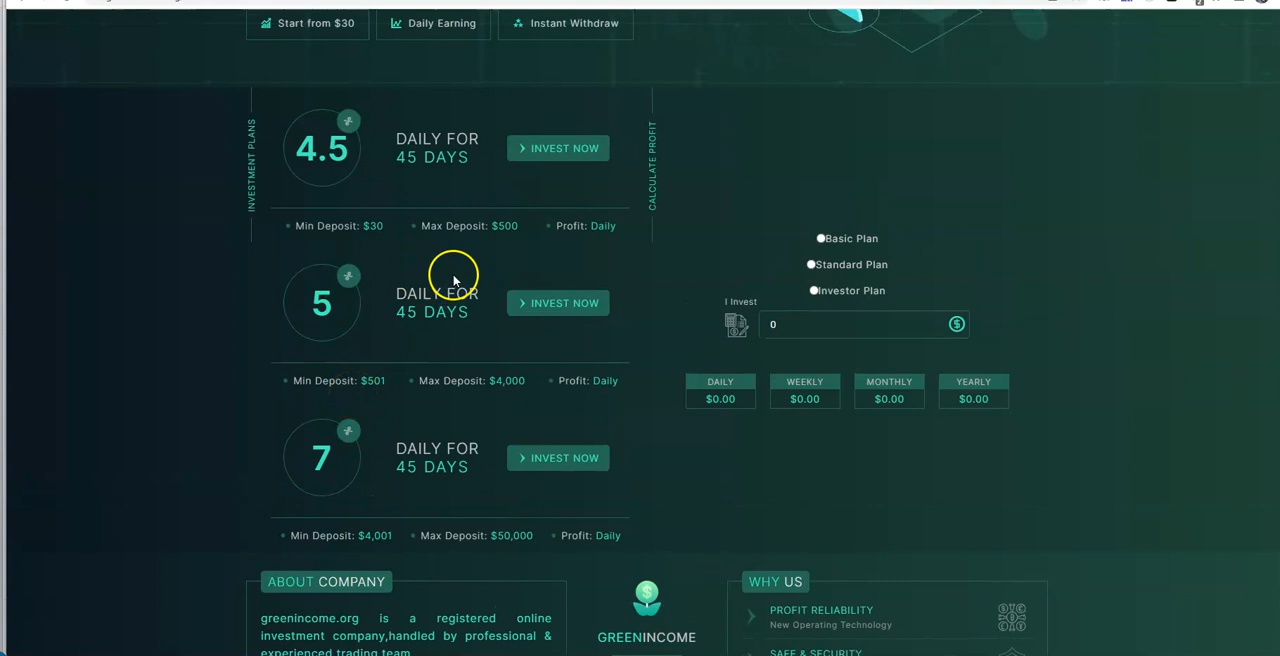 Start from $30
Daily Earning
Instant Withdraw
INVESTMENT PLANS
4.5
DAILY FOR
45 DAYS
INVEST NOW
Min Deposit: $30
Max Deposit: $500
Profit: Daily
5
DAILY FOR
45 DAYS
INVEST NOW
Min Deposit: $501
Max Deposit: $4,000
Profit: Daily
7
DAILY FOR
45 DAYS
INVEST NOW
Min Deposit: $4,001
Max Deposit: $50,000
Profit: Daily
CALCULATE PROFIT
Basic Plan
Standard Plan
Investor Plan
I Invest
0
DAILY
$0.00
WEEKLY
$0.00
MONTHLY
$0.00
YEARLY
$0.00
ABOUT COMPANY
greenincome.org is a registered online
investment company,handled by professional &
experienced trading team
GREENINCOME
WHY US
PROFIT RELIABILITY
New Operating Technology
SAFE & SECURITY